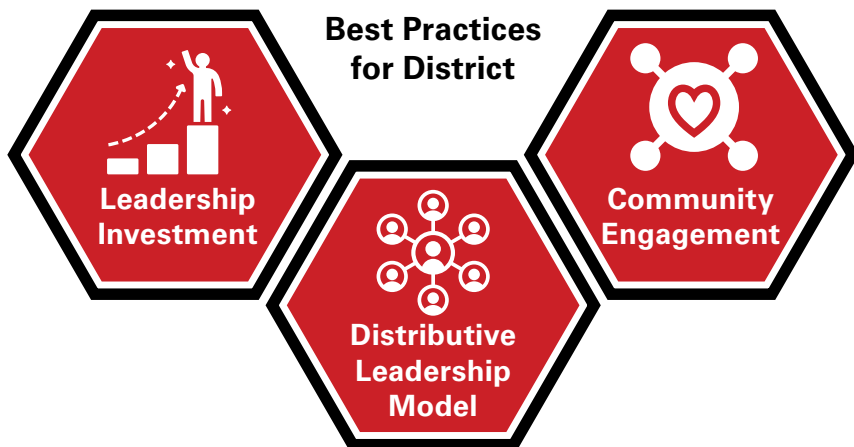 Best Practices
for District
Leadership
Investment
Distributive
Leadership
Model
Community
Engagement